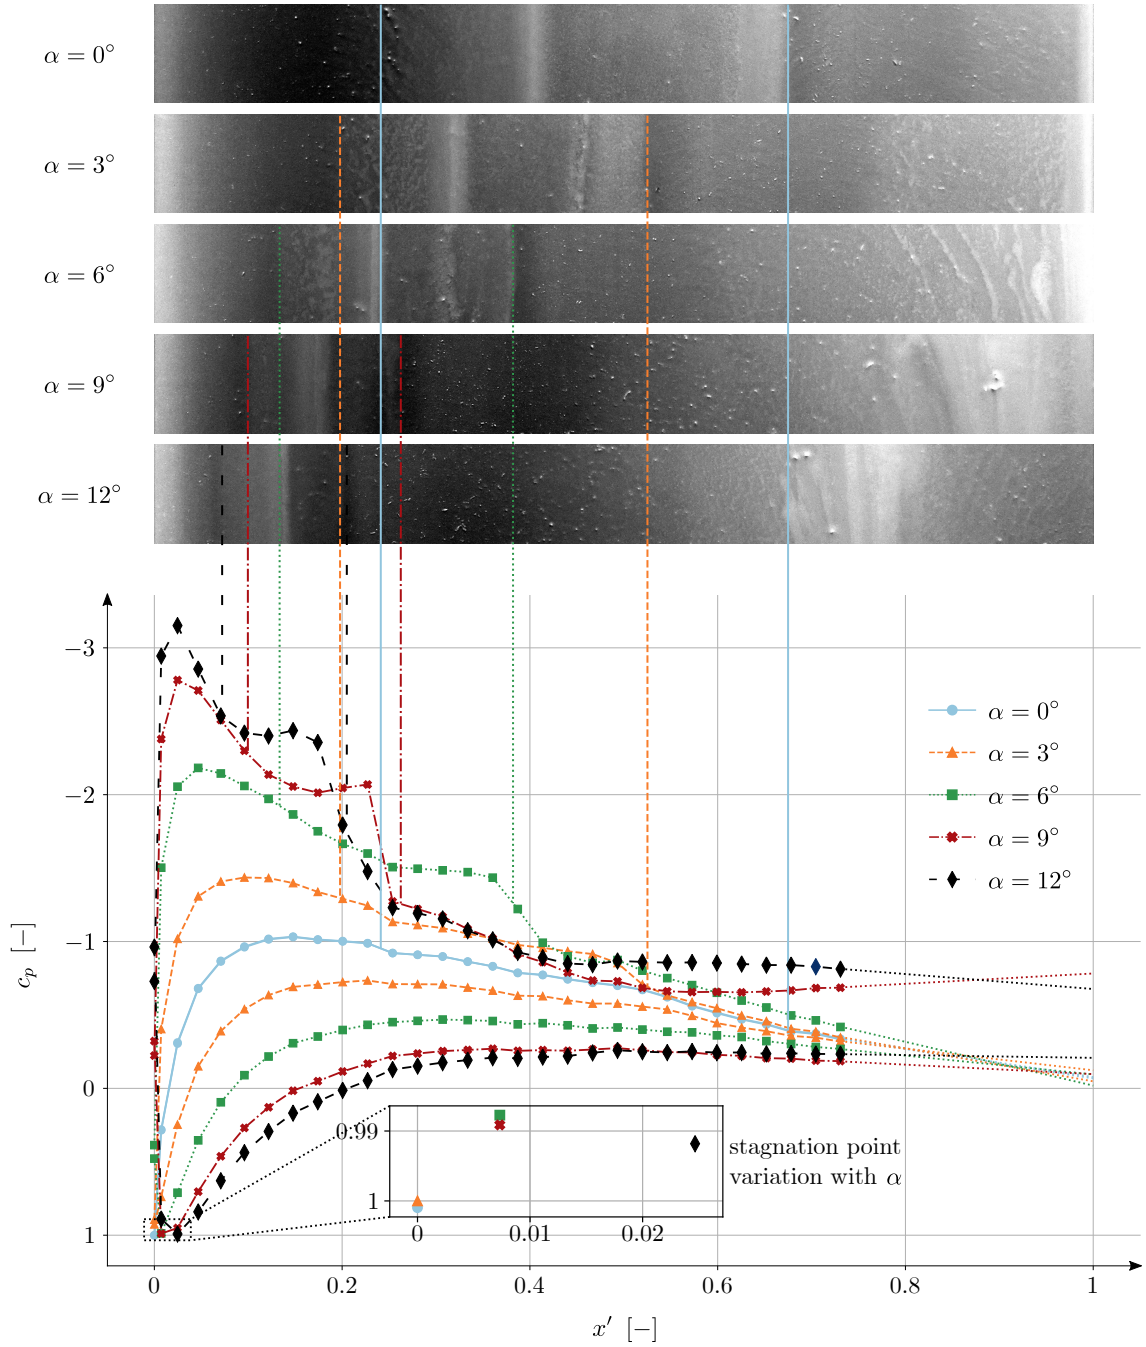 α = 0°
α = 3°
α = 6°
α = 9°
α = 12°
−3
−2
−1
0
1
c_p [−]
α = 0°
α = 3°
α = 6°
α = 9°
α = 12°
0.99
1
0 0.01 0.02
stagnation point
variation with α
0 0.2 0.4 0.6 0.8 1
x′ [−]